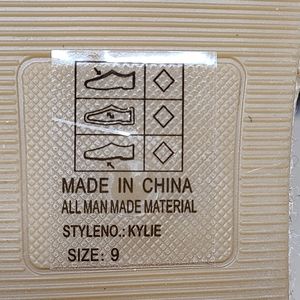 MADE IN CHINA
ALL MAN MADE MATERIAL
STYLENO.: KYLIE
SIZE: 9